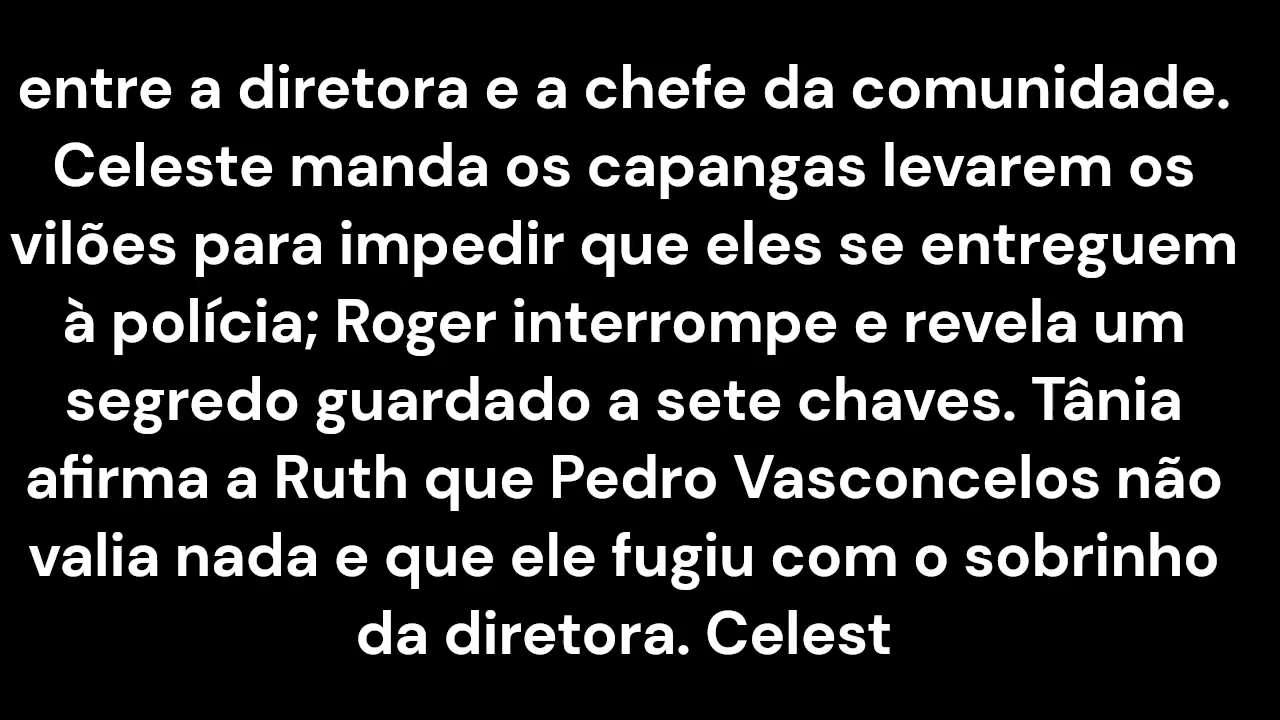 entre a diretora e a chefe da comunidade.
Celeste manda os capangas levarem os
vilões para impedir que eles se entreguem
à polícia; Roger interrompe e revela um
segredo guardado a sete chaves. Tânia
afirma a Ruth que Pedro Vasconcelos não
valia nada e que ele fugiu com o sobrinho
da diretora. Celest